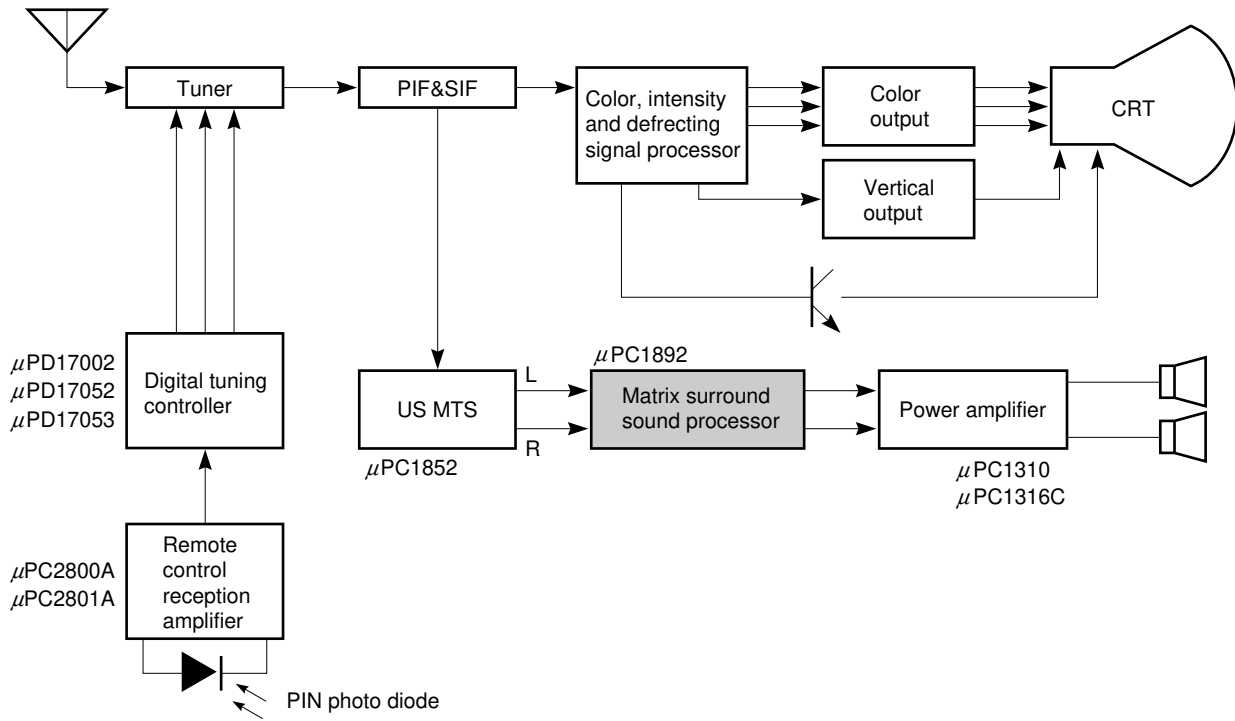 Tuner
PIF&SIF
Color, intensity
and defrecting
signal processor
Color
output
CRT
Vertical
output
μPD17002
μPD17052
μPD17053
Digital tuning
controller
US MTS
μPC1852
L
R
μPC1892
Matrix surround
sound processor
Power amplifier
μPC1310
μPC1316C
μPC2800A
μPC2801A
Remote
control
reception
amplifier
PIN photo diode